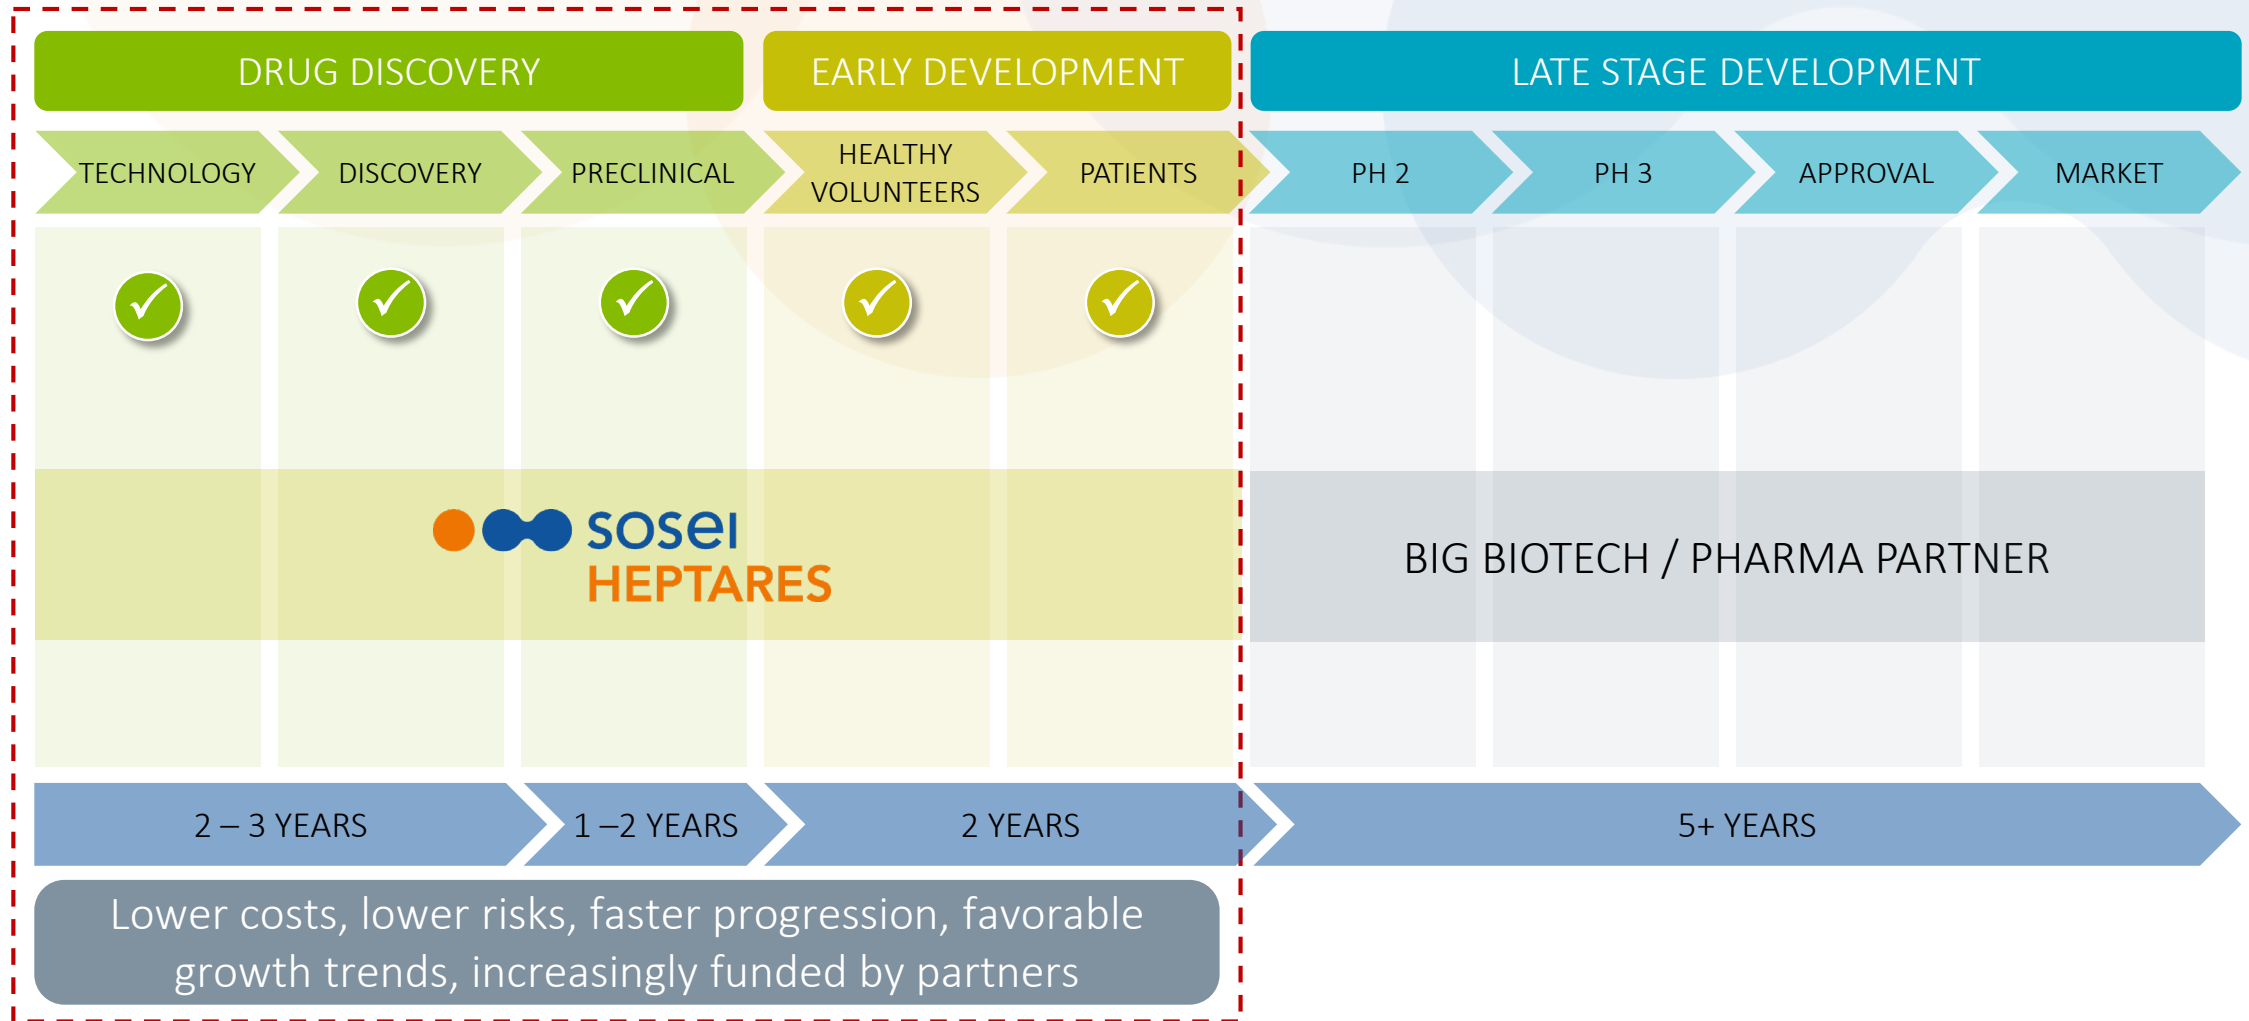 DRUG DISCOVERY
EARLY DEVELOPMENT
LATE STAGE DEVELOPMENT
TECHNOLOGY
DISCOVERY
PRECLINICAL
HEALTHY
VOLUNTEERS
PATIENTS
PH 2
PH 3
APPROVAL
MARKET
sosei
HEPTARES
BIG BIOTECH / PHARMA PARTNER
2 – 3 YEARS
1 –2 YEARS
2 YEARS
5+ YEARS
Lower costs, lower risks, faster progression, favorable
growth trends, increasingly funded by partners